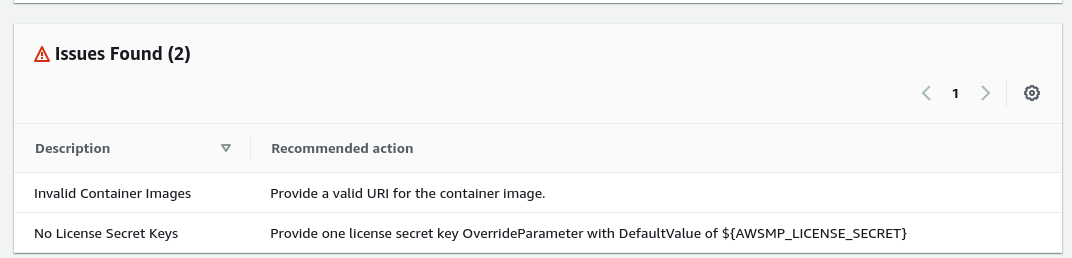 Issues Found (2)
1
Description Recommended action
Invalid Container Images Provide a valid URI for the container image.
No License Secret Keys Provide one license secret key OverrideParameter with DefaultValue of ${AWSMP_LICENSE_SECRET}